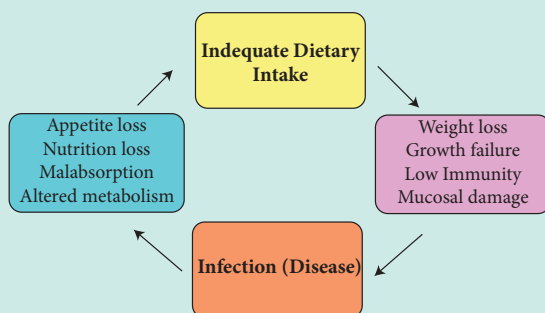 Indequate Dietary
Intake
Appetite loss
Nutrition loss
Malabsorption
Altered metabolism
Weight loss
Growth failure
Low Immunity
Mucosal damage
Infection (Disease)